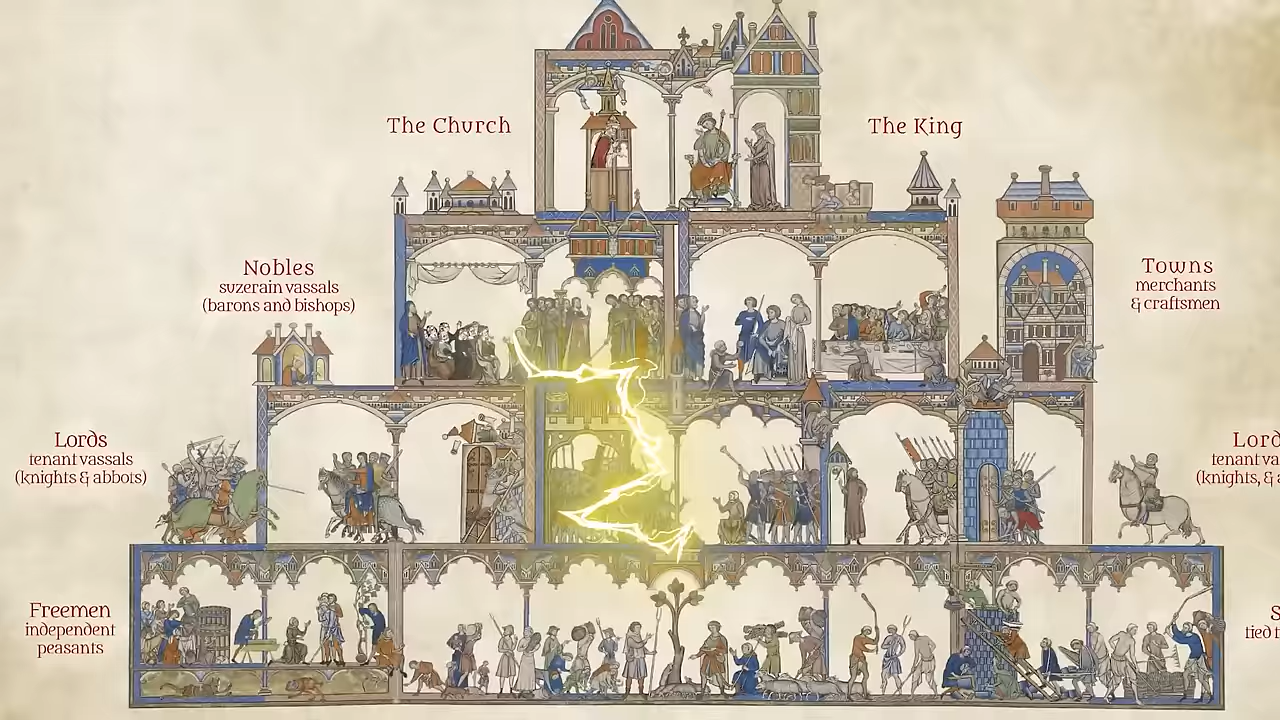 The Church
The King
Nobles
suzerain vassals
(barons and bishops)
Towns
merchants
& craftsmen
Lords
tenant vassals
(knights & abbots)
Lord
tenant va
(knights, & a
Freemen
independent
peasants
S
tied t